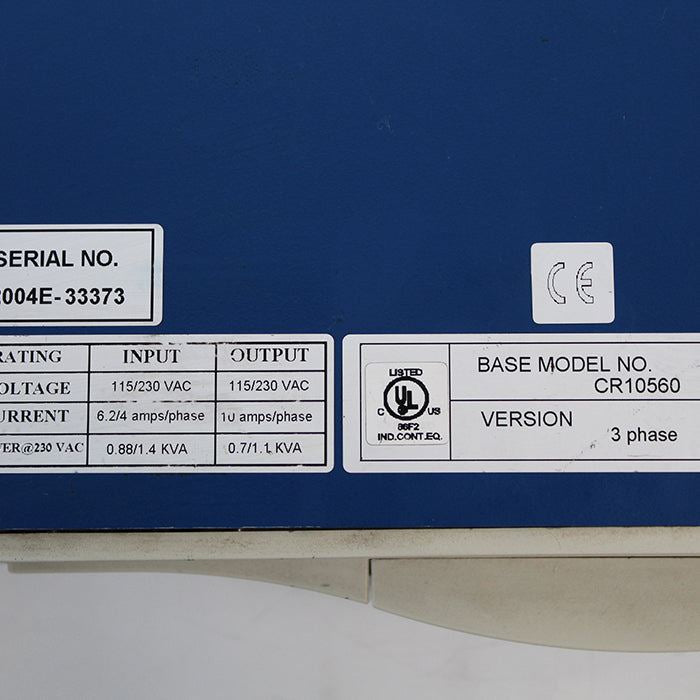 SERIAL NO.
2004E-33373
CE
RATING INPUT OUTPUT
VOLTAGE 115/230 VAC 115/230 VAC
CURRENT 6.2/4 amps/phase 10 amps/phase
WER@230 VAC 0.88/1.4 KVA 0.7/1.1 KVA
LISTED
UL
C US
86F2
IND.CONT.EQ.
BASE MODEL NO.
CR10560
VERSION
3 phase